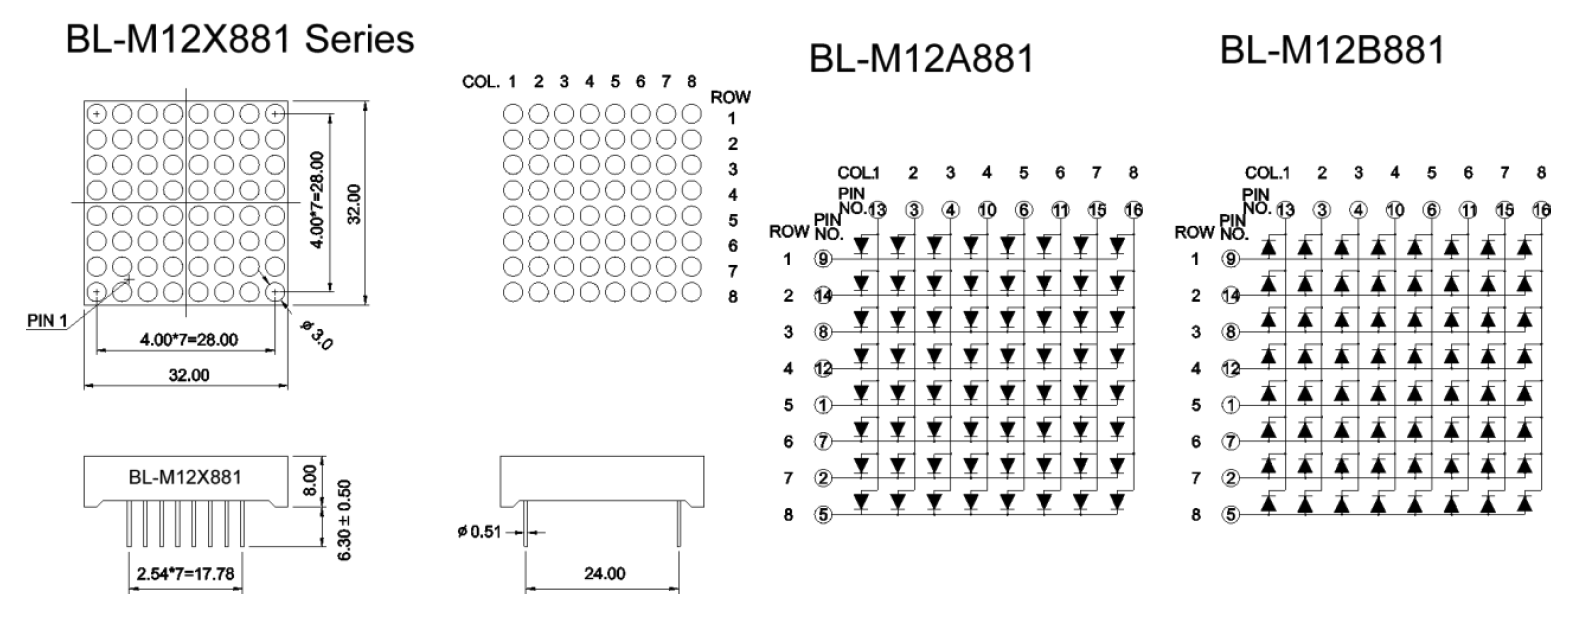 BL-M12X881 Series
4.00*7=28.00
32.00
PIN 1
ø 3.0
4.00*7=28.00
32.00
COL. 1 2 3 4 5 6 7 8
ROW
1
2
3
4
5
6
7
8
BL-M12X881
8.00
6.30 ± 0.50
2.54*7=17.78
ø 0.51
24.00
BL-M12A881
COL.1 2 3 4 5 6 7 8
PIN
NO. 13 3 4 10 6 11 15 16
ROW PIN
NO.
1 9
2 14
3 8
4 12
5 1
6 7
7 2
8 5
BL-M12B881
COL.1 2 3 4 5 6 7 8
PIN
NO. 13 3 4 10 6 11 15 16
ROW PIN
NO.
1 9
2 14
3 8
4 12
5 1
6 7
7 2
8 5